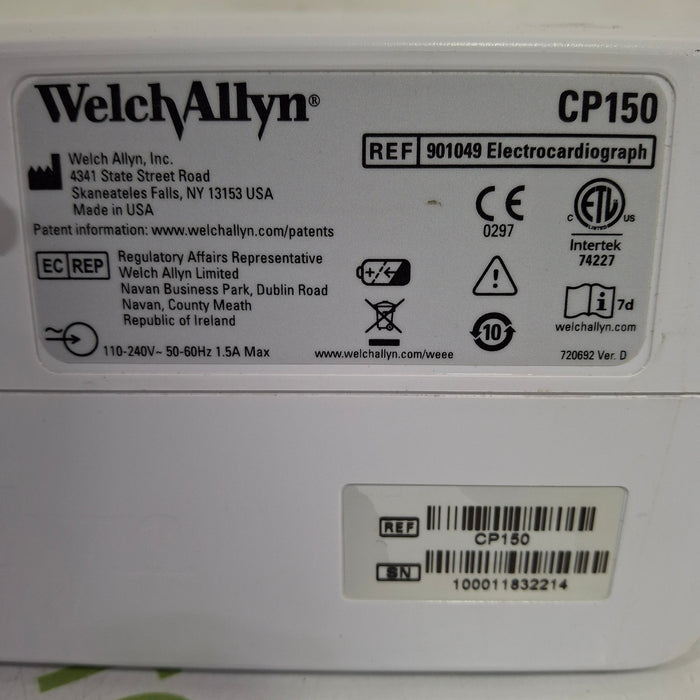 WelchAllyn®
CP150
REF 901049 Electrocardiograph
Welch Allyn, Inc.
4341 State Street Road
Skaneateles Falls, NY 13153 USA
Made in USA
Patent information: www.welchallyn.com/patents
EC REP
Regulatory Affairs Representative
Welch Allyn Limited
Navan Business Park, Dublin Road
Navan, County Meath
Republic of Ireland
110-240V~ 50-60Hz 1.5A Max
www.welchallyn.com/weee
CE
0297
10
C ETL US
LISTED
Intertek
74227
i 7d
welchallyn.com
720692 Ver. D
REF
CP150
SN
100011832214